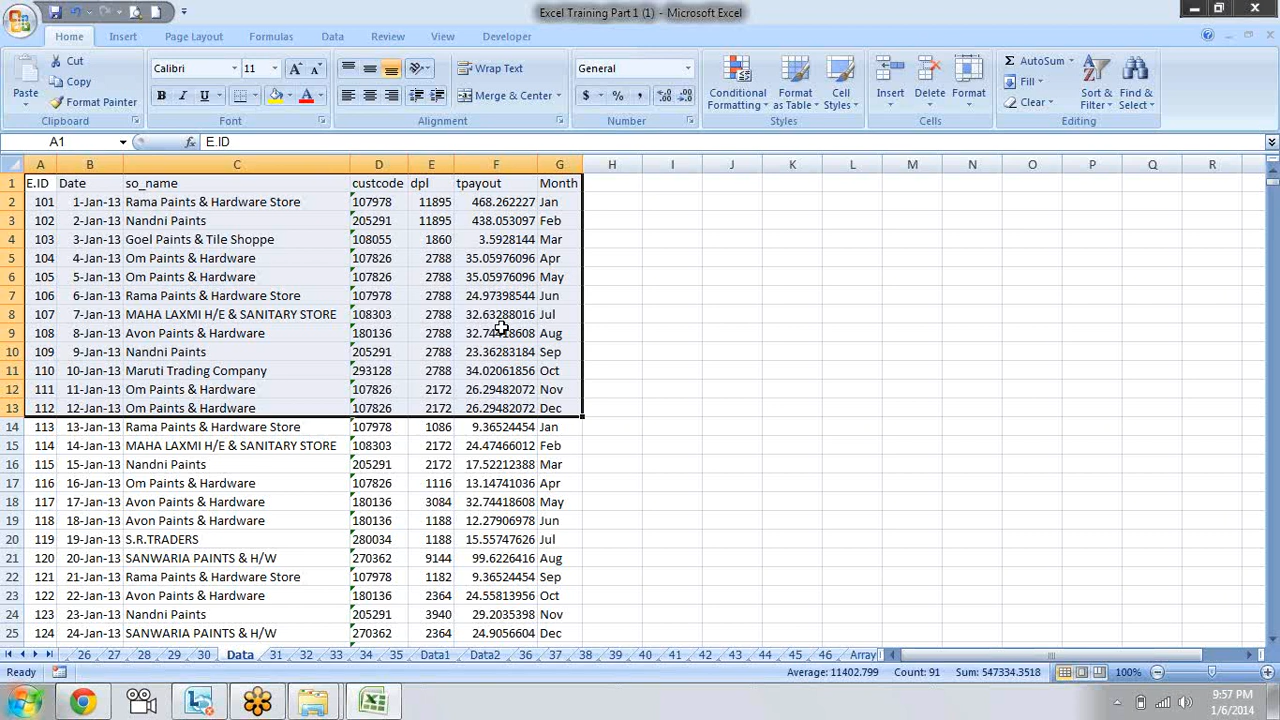 Excel Training Part 1 (1) - Microsoft Excel
Home Insert Page Layout Formulas Data Review View Developer
Paste Cut Copy Format Painter Clipboard
Calibri 11 B I U A A A Font
Wrap Text Merge & Center Alignment
General $ % , Number
Conditional Formatting Format as Table Cell Styles Styles
Insert Delete Format Cells
Σ AutoSum Fill Clear Sort & Filter Find & Select Editing
A1 fx E.ID
A B C D E F G H I J K L M N O P Q R
1 E.ID Date so_name custcode dpl tpayout Month
2 101 1-Jan-13 Rama Paints & Hardware Store 107978 11895 468.262227 Jan
3 102 2-Jan-13 Nandni Paints 205291 11895 438.053097 Feb
4 103 3-Jan-13 Goel Paints & Tile Shoppe 108055 1860 3.5928144 Mar
5 104 4-Jan-13 Om Paints & Hardware 107826 2788 35.05976096 Apr
6 105 5-Jan-13 Om Paints & Hardware 107826 2788 35.05976096 May
7 106 6-Jan-13 Rama Paints & Hardware Store 107978 2788 24.97398544 Jun
8 107 7-Jan-13 MAHA LAXMI H/E & SANITARY STORE 108303 2788 32.63288016 Jul
9 108 8-Jan-13 Avon Paints & Hardware 180136 2788 Aug
10 109 9-Jan-13 Nandni Paints 205291 2788 23.36283184 Sep
11 110 10-Jan-13 Maruti Trading Company 293128 2788 34.02061856 Oct
12 111 11-Jan-13 Om Paints & Hardware 107826 2172 26.29482072 Nov
13 112 12-Jan-13 Om Paints & Hardware 107826 2172 26.29482072 Dec
14 113 13-Jan-13 Rama Paints & Hardware Store 107978 1086 9.36524454 Jan
15 114 14-Jan-13 MAHA LAXMI H/E & SANITARY STORE 108303 2172 24.47466012 Feb
16 115 15-Jan-13 Nandni Paints 205291 2172 17.52212388 Mar
17 116 16-Jan-13 Om Paints & Hardware 107826 1116 13.14741036 Apr
18 117 17-Jan-13 Avon Paints & Hardware 180136 3084 32.74418608 May
19 118 18-Jan-13 Avon Paints & Hardware 180136 1188 12.27906978 Jun
20 119 19-Jan-13 S.R.TRADERS 280034 1188 15.55747626 Jul
21 120 20-Jan-13 SANWARIA PAINTS & H/W 270362 9144 99.6226416 Aug
22 121 21-Jan-13 Rama Paints & Hardware Store 107978 1182 9.36524454 Sep
23 122 22-Jan-13 Avon Paints & Hardware 180136 2364 24.55813956 Oct
24 123 23-Jan-13 Nandni Paints 205291 3940 29.2035398 Nov
25 124 24-Jan-13 SANWARIA PAINTS & H/W 270362 2364 24.9056604 Dec
26 27 28 29 30 Data 31 32 33 34 35 Data1 Data2 36 37 38 39 40 41 42 43 44 45 46 Array
Ready Average: 11402.799 Count: 91 Sum: 547334.3518 100%
9:57 PM
1/6/2014